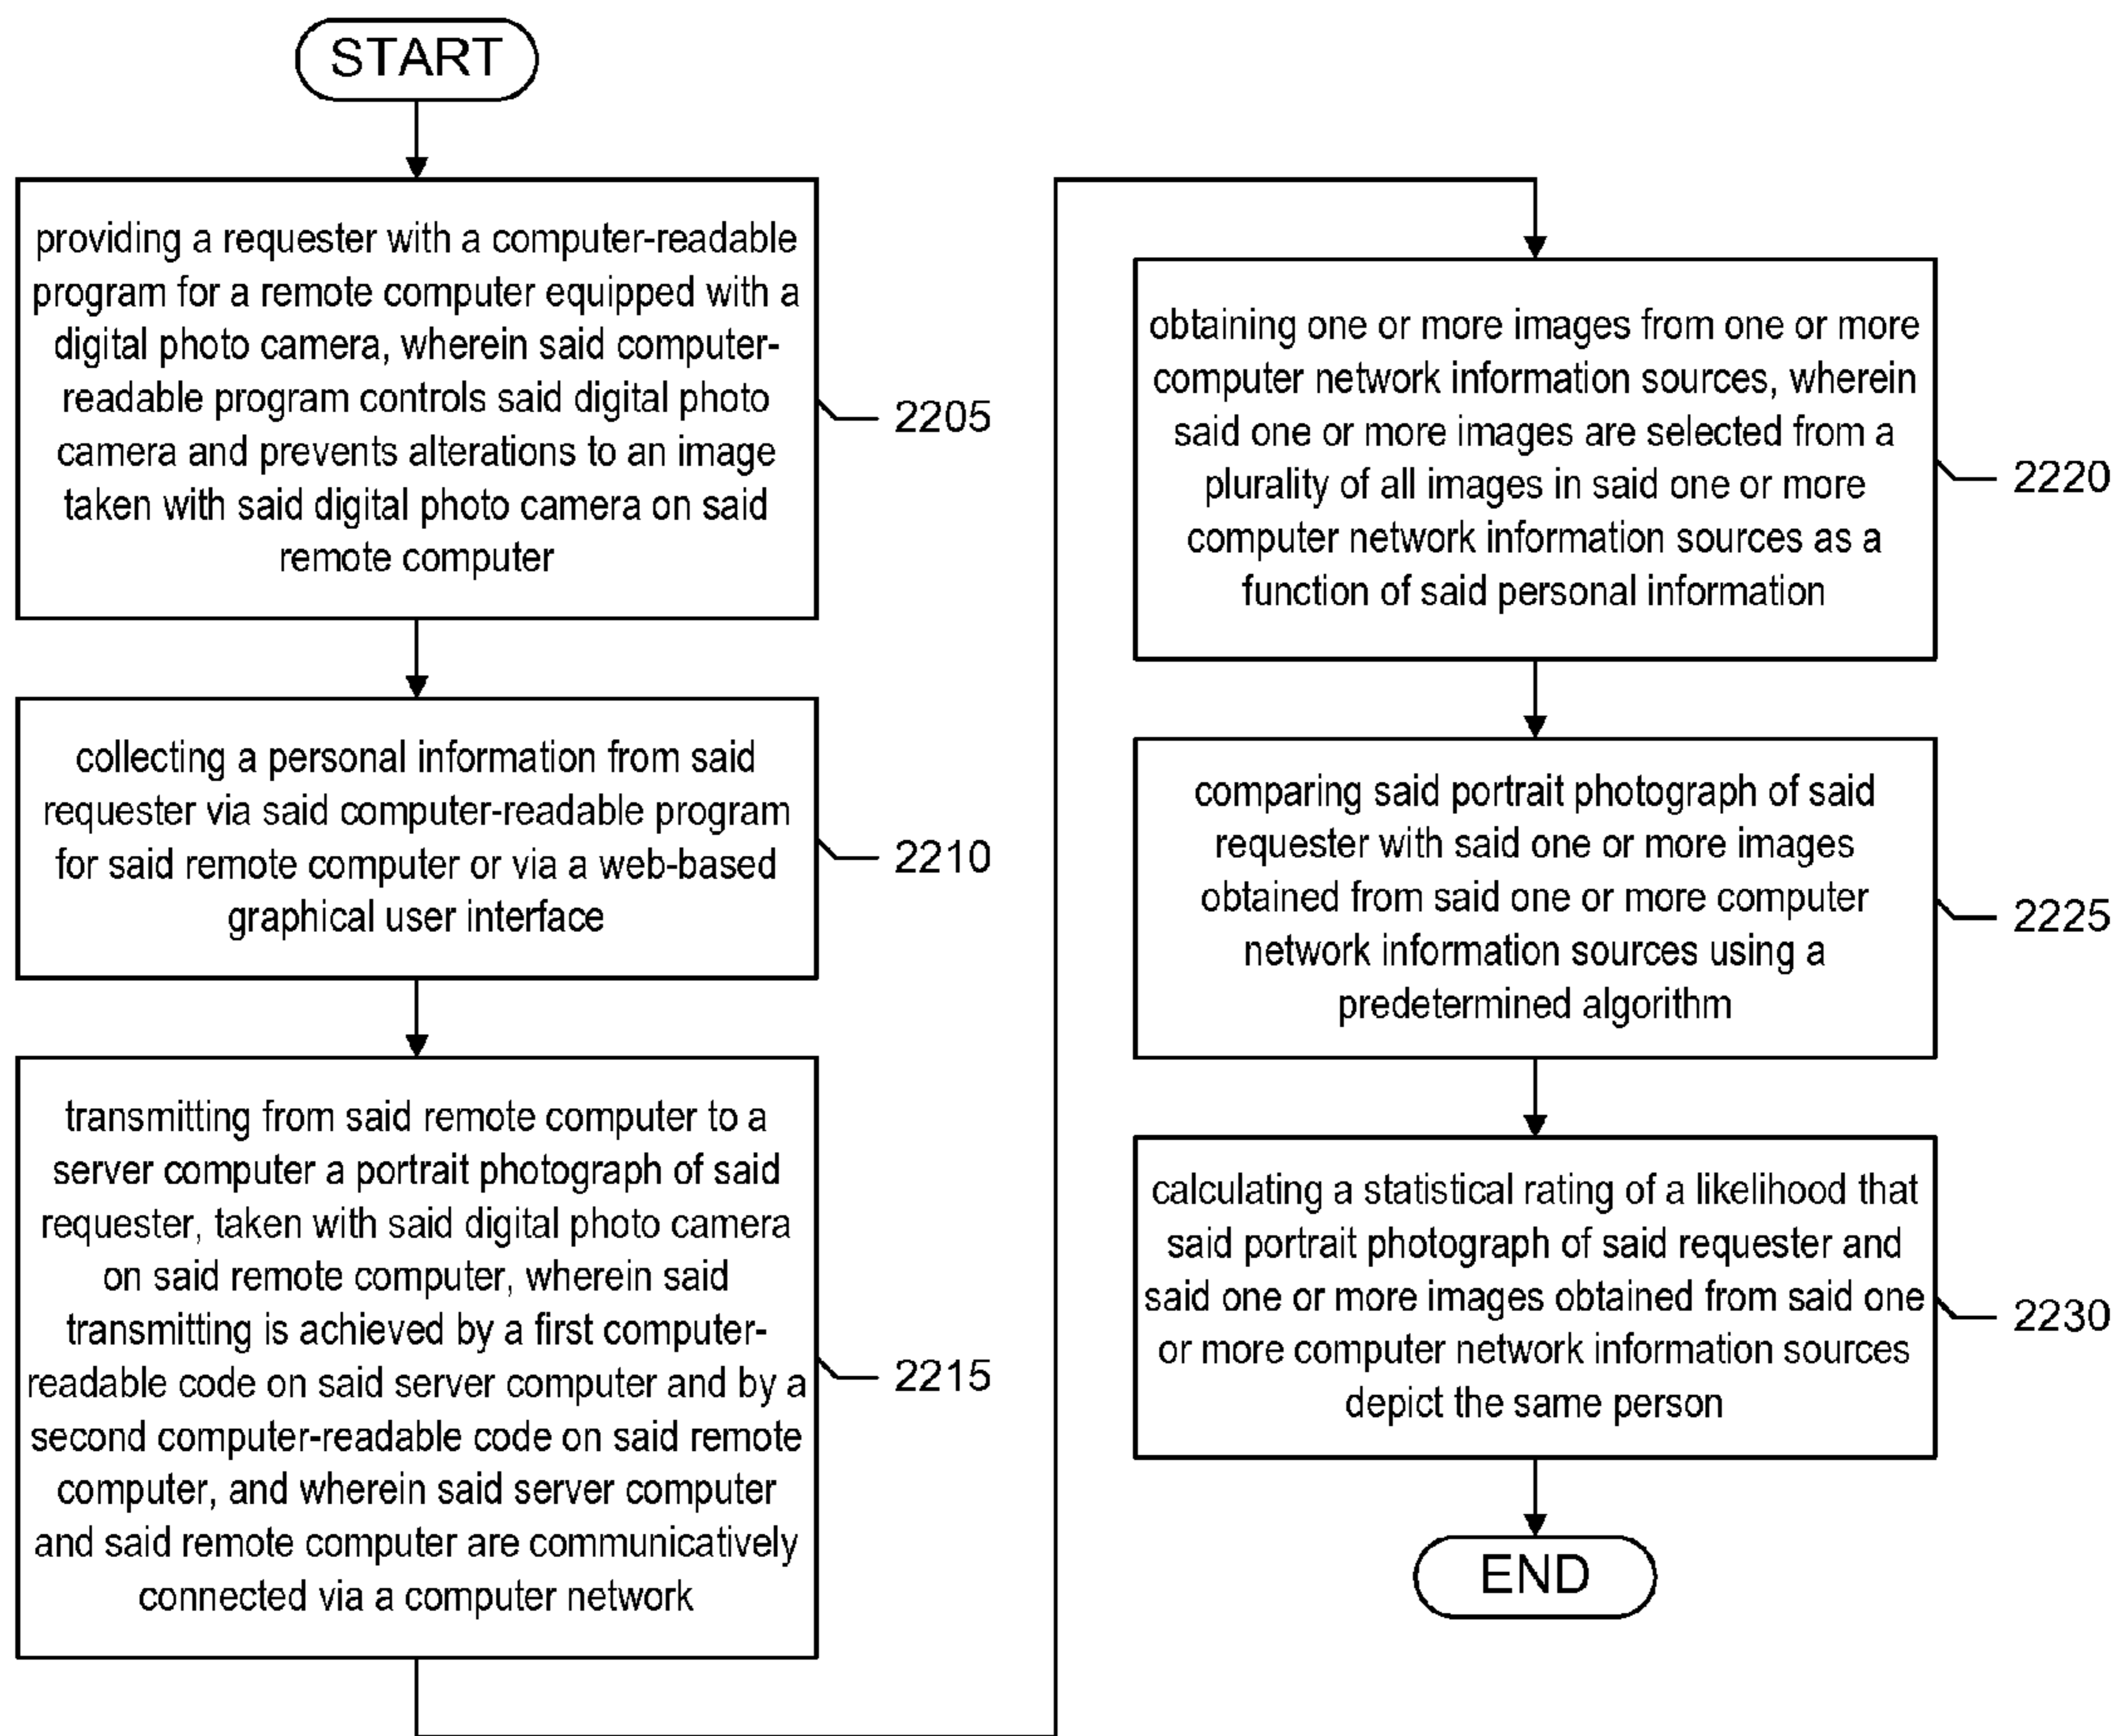 START
providing a requester with a computer-readable
program for a remote computer equipped with a
digital photo camera, wherein said computer-
readable program controls said digital photo
camera and prevents alterations to an image
taken with said digital photo camera on said
remote computer
2205
collecting a personal information from said
requester via said computer-readable program
for said remote computer or via a web-based
graphical user interface
2210
transmitting from said remote computer to a
server computer a portrait photograph of said
requester, taken with said digital photo camera
on said remote computer, wherein said
transmitting is achieved by a first computer-
readable code on said server computer and by a
second computer-readable code on said remote
computer, and wherein said server computer
and said remote computer are communicatively
connected via a computer network
2215
obtaining one or more images from one or more
computer network information sources, wherein
said one or more images are selected from a
plurality of all images in said one or more
computer network information sources as a
function of said personal information
2220
comparing said portrait photograph of said
requester with said one or more images
obtained from said one or more computer
network information sources using a
predetermined algorithm
2225
calculating a statistical rating of a likelihood that
said portrait photograph of said requester and
said one or more images obtained from said one
or more computer network information sources
depict the same person
2230
END